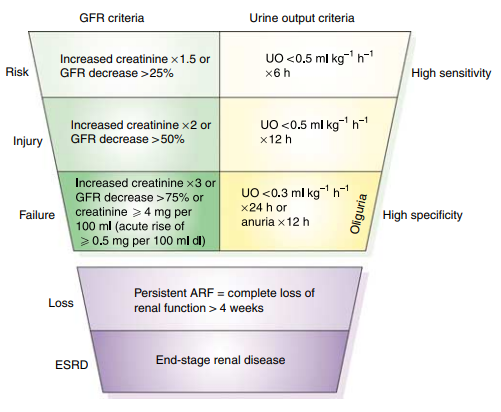 GFR criteria
Urine output criteria
Risk
Increased creatinine ×1.5 or
GFR decrease >25%
UO <0.5 ml kg⁻¹ h⁻¹
×6 h
High sensitivity
Injury
Increased creatinine ×2 or
GFR decrease >50%
UO <0.5 ml kg⁻¹ h⁻¹
×12 h
Failure
Increased creatinine ×3 or
GFR decrease >75% or
creatinine ⩾ 4 mg per
100 ml (acute rise of
⩾ 0.5 mg per 100 ml dl)
UO <0.3 ml kg⁻¹ h⁻¹
×24 h or
anuria ×12 h
Oliguria
High specificity
Loss
Persistent ARF = complete loss of
renal function > 4 weeks
ESRD
End-stage renal disease